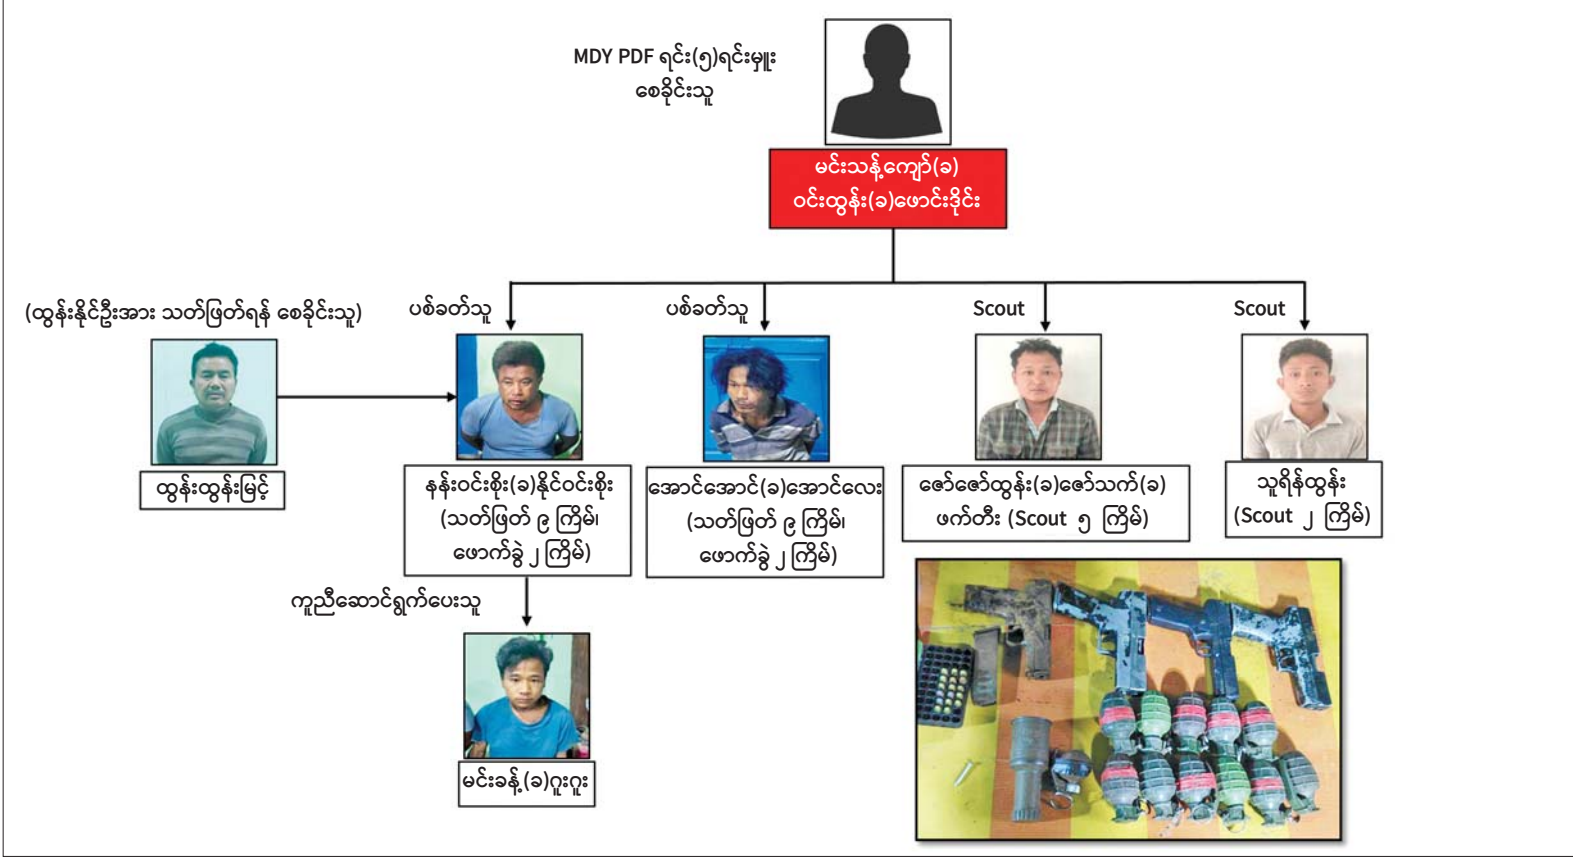 MDY PDF ရင်း(၅)ရင်းမှူး
စေခိုင်းသူ
မင်းသန့်ကျော်(ခ)
ဝင်းထွန်း(ခ)ဖောင်းဒိုင်း
(ထွန်းနိုင်ဦးအား သတ်ဖြတ်ရန် စေခိုင်းသူ)
ပစ်ခတ်သူ
ပစ်ခတ်သူ
Scout
Scout
ထွန်းထွန်းမြင့်
နန်းဝင်းစိုး(ခ)နိုင်ဝင်းစိုး
(သတ်ဖြတ် ၉ ကြိမ်၊
ဖောက်ခွဲ ၂ ကြိမ်)
အောင်အောင်(ခ)အောင်လေး
(သတ်ဖြတ် ၉ ကြိမ်၊
ဖောက်ခွဲ ၂ ကြိမ်)
ဇော်ဇော်ထွန်း(ခ)ဇော်သက်(ခ)
ဖက်တီး (Scout ၅ ကြိမ်)
သူရိန်ထွန်း
(Scout ၂ ကြိမ်)
ကူညီဆောင်ရွက်ပေးသူ
မင်းခန့်(ခ)ဂူးဂူး